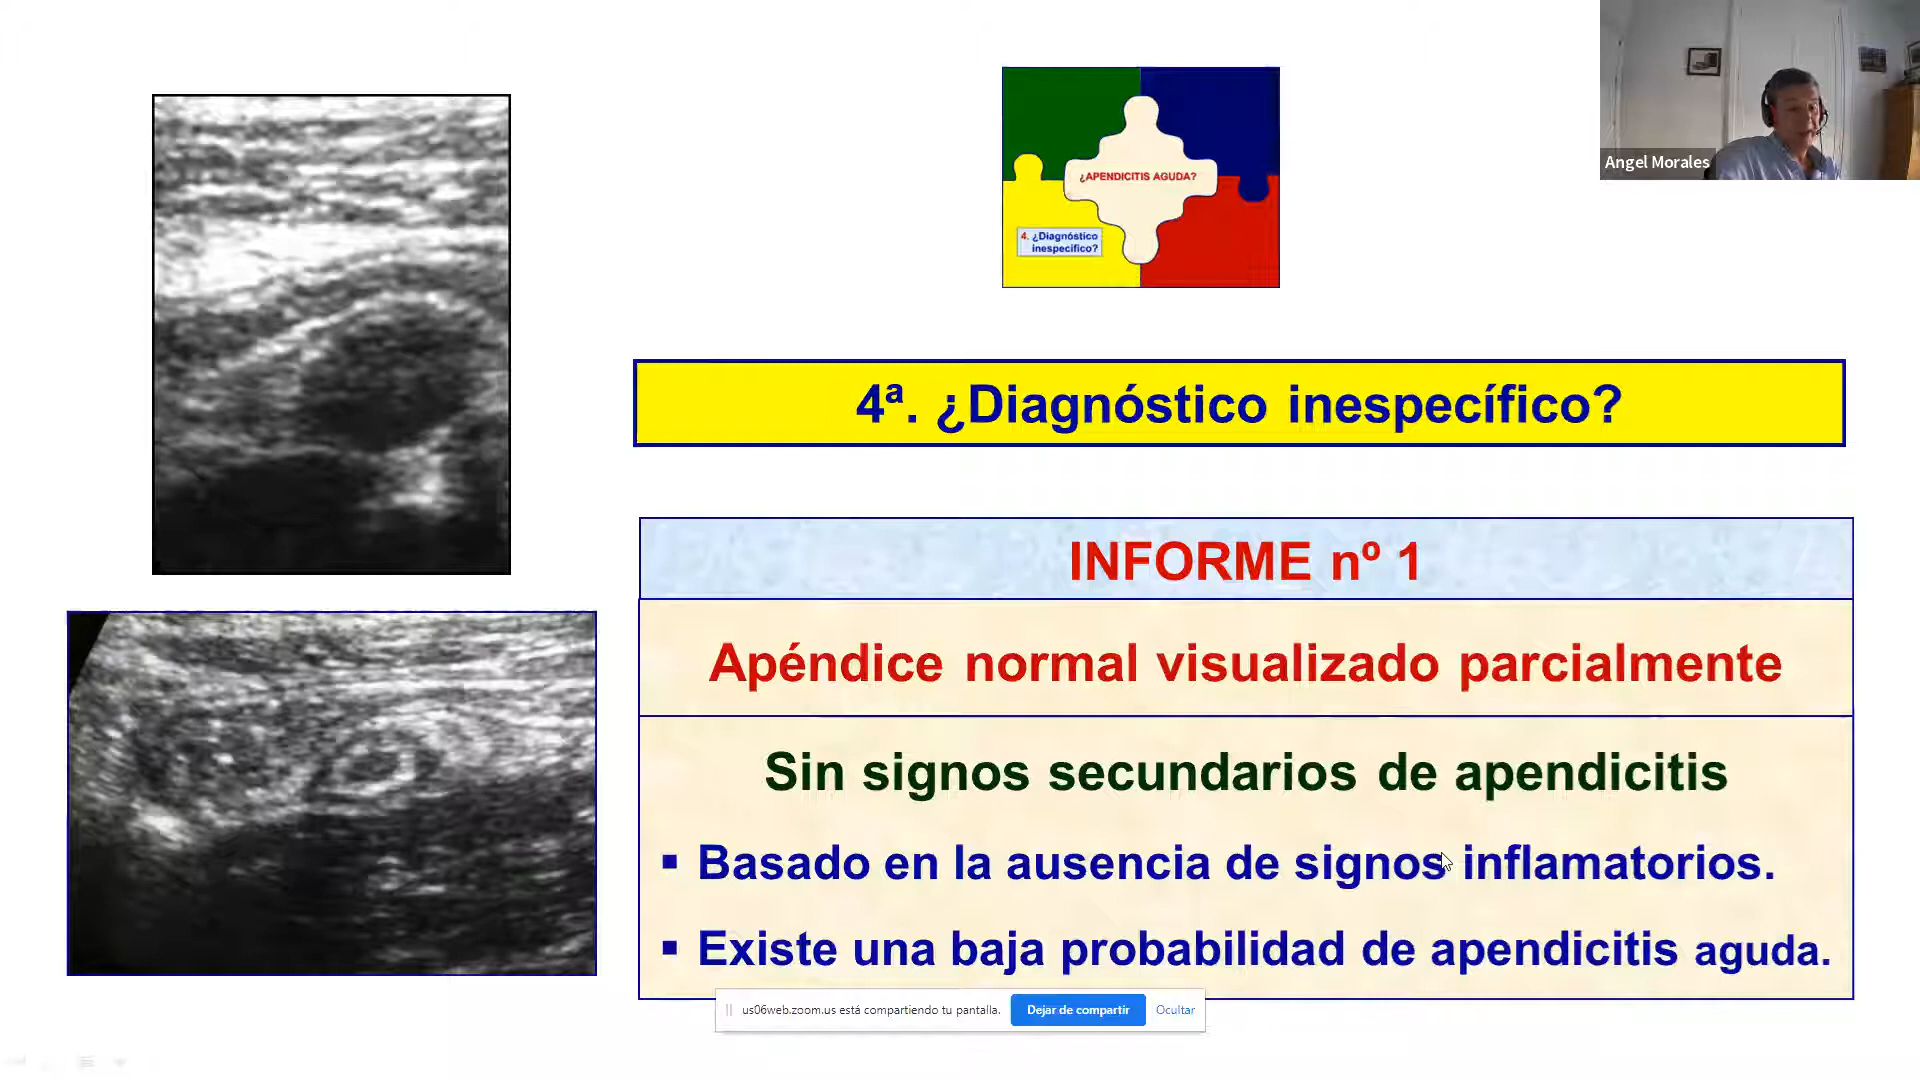 ¿APENDICITIS AGUDA?
4. ¿Diagnóstico
inespecífico?
Angel Morales
4ª. ¿Diagnóstico inespecífico?
INFORME nº 1
Apéndice normal visualizado parcialmente
Sin signos secundarios de apendicitis
▪ Basado en la ausencia de signos inflamatorios.
▪ Existe una baja probabilidad de apendicitis aguda.
us06web.zoom.us está compartiendo tu pantalla. Dejar de compartir Ocultar